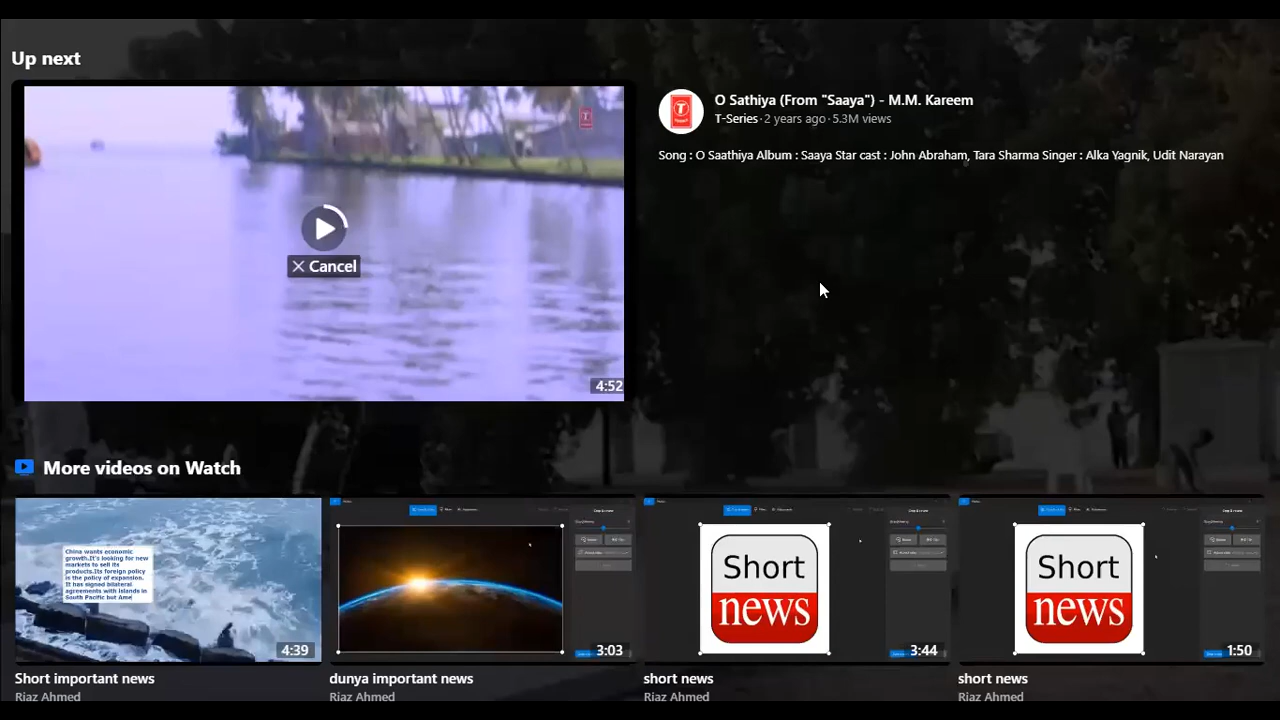 Up next
O Sathiya (From "Saaya") - M.M. Kareem
T-Series · 2 years ago · 5.3M views
Song : O Saathiya Album : Saaya Star cast : John Abraham, Tara Sharma Singer : Alka Yagnik, Udit Narayan
T
Cancel
4:52
More videos on Watch
China wants economic
growth.It's looking for new
markets to sell its
products.Its foreign policy
is the policy of expansion.
It has signed bilateral
agreements with islands in
South Pacific but Ame
4:39
3:03
Short
news
3:44
Short
news
1:50
Short important news
dunya important news
short news
short news
Riaz Ahmed
Riaz Ahmed
Riaz Ahmed
Riaz Ahmed